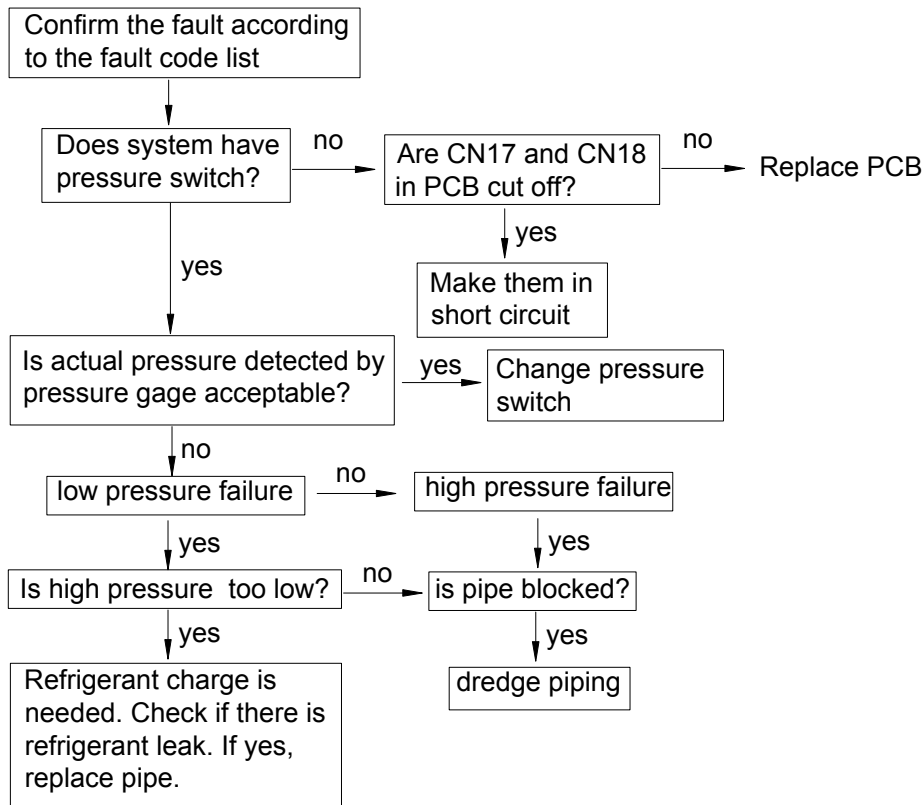 Confirm the fault according
to the fault code list
Does system have
pressure switch?
no
Are CN17 and CN18
in PCB cut off?
no
Replace PCB
yes
yes
Make them in
short circuit
Is actual pressure detected by
pressure gage acceptable?
yes
Change pressure
switch
no
low pressure failure
no
high pressure failure
yes
yes
Is high pressure  too low?
no
is pipe blocked?
yes
yes
Refrigerant charge is
needed. Check if there is
refrigerant leak. If yes,
replace pipe.
dredge piping